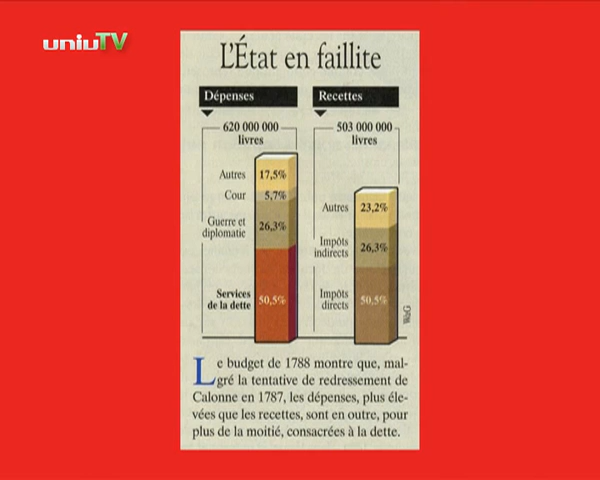 uniuTV
L'État en faillite
Dépenses
Recettes
620 000 000
livres
503 000 000
livres
Autres 17,5%
Cour 5,7%
Guerre et
diplomatie 26,3%
Services
de la dette 50,5%
Autres 23,2%
Impôts
indirects 26,3%
Impôts
directs 50,5%
W&G
Le budget de 1788 montre que, mal-
gré la tentative de redressement de
Calonne en 1787, les dépenses, plus éle-
vées que les recettes, sont en outre, pour
plus de la moitié, consacrées à la dette.